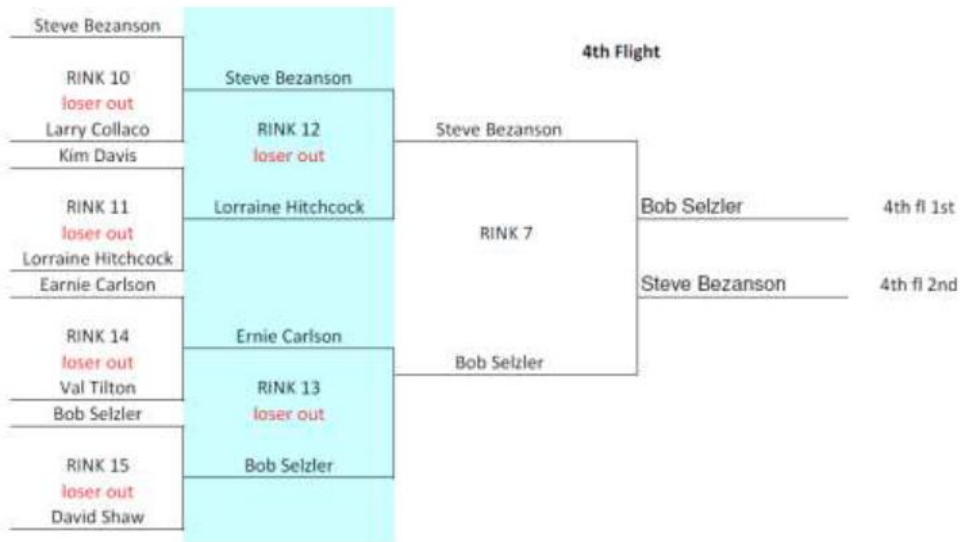 Steve Bezanson
4th Flight
RINK 10
Steve Bezanson
loser out
Larry Collaco
RINK 12
Steve Bezanson
Kim Davis
loser out
RINK 11
Lorraine Hitchcock
Bob Selzler
4th fl 1st
loser out
RINK 7
Lorraine Hitchcock
Earnie Carlson
Steve Bezanson
4th fl 2nd
RINK 14
Ernie Carlson
loser out
Bob Selzler
Val Tilton
RINK 13
Bob Selzler
loser out
RINK 15
Bob Selzler
loser out
David Shaw